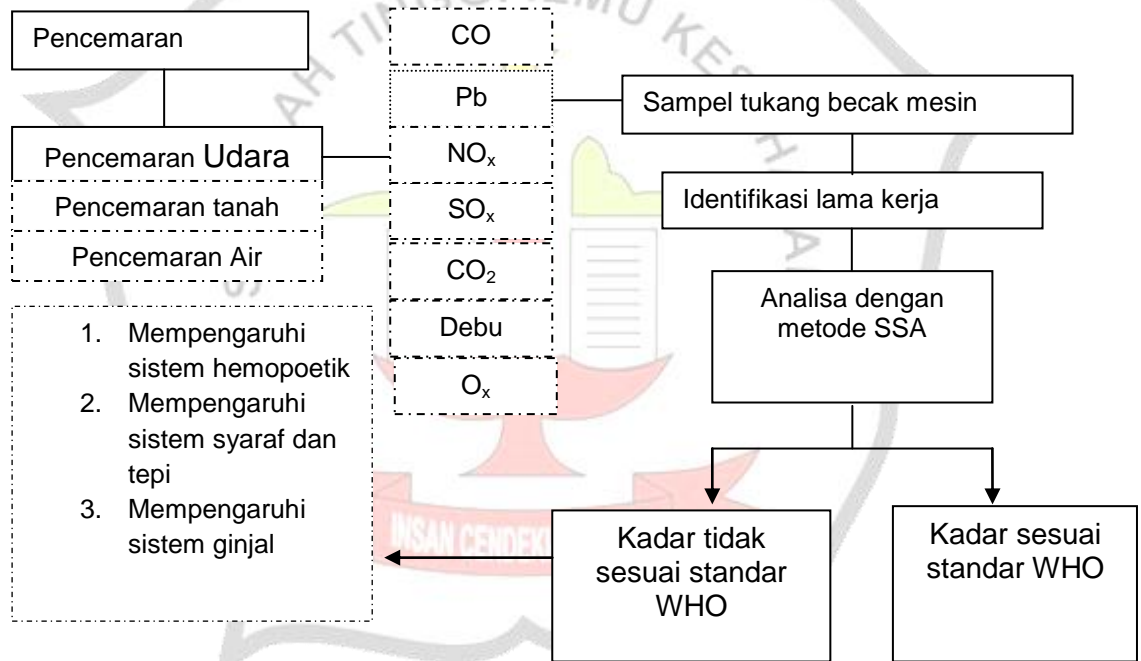 Pencemaran
Pencemaran Udara
Pencemaran tanah
Pencemaran Air
CO
Pb
NOₓ
SOₓ
CO₂
Debu
Oₓ
Sampel tukang becak mesin
Identifikasi lama kerja
Analisa dengan
metode SSA
Kadar tidak
sesuai standar
WHO
Kadar sesuai
standar WHO
1. Mempengaruhi
sistem hemopoetik
2. Mempengaruhi
sistem syaraf dan
tepi
3. Mempengaruhi
sistem ginjal
INSAN CENDEK